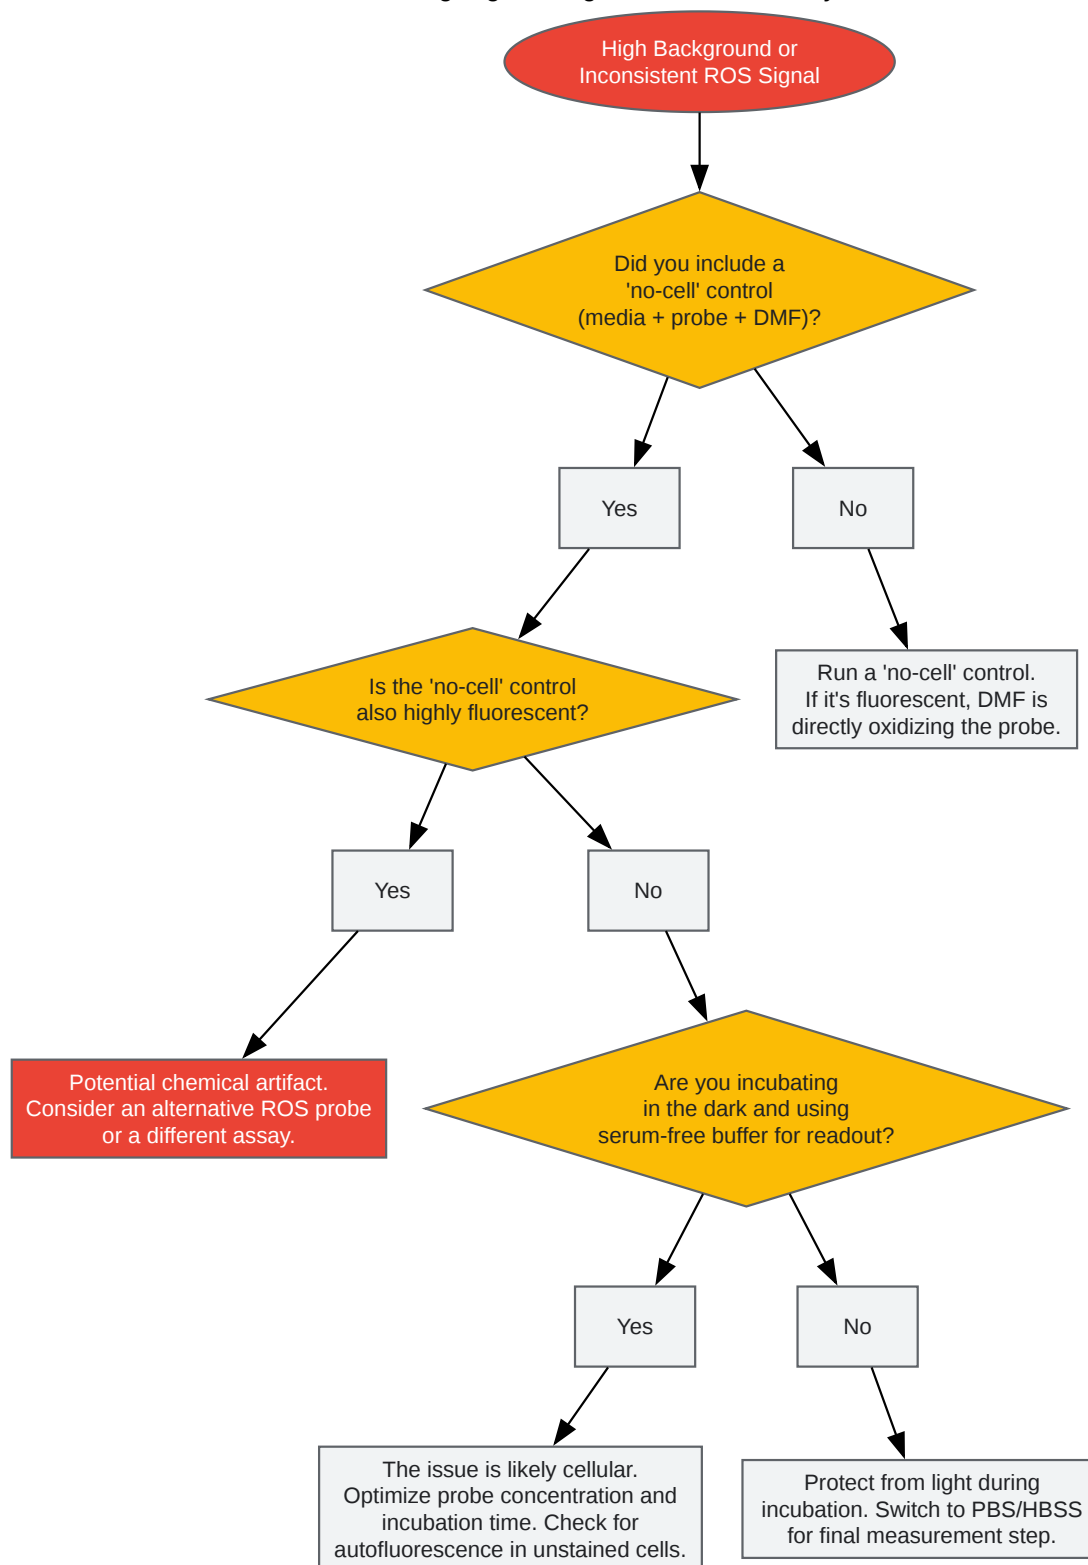 High Background or
Inconsistent ROS Signal
Did you include a
'no-cell' control
(media + probe + DMF)?
Yes
No
Is the 'no-cell' control
also highly fluorescent?
Run a 'no-cell' control.
If it's fluorescent, DMF is
directly oxidizing the probe.
Yes
No
Potential chemical artifact.
Consider an alternative ROS probe
or a different assay.
Are you incubating
in the dark and using
serum-free buffer for readout?
Yes
No
The issue is likely cellular.
Optimize probe concentration and
incubation time. Check for
autofluorescence in unstained cells.
Protect from light during
incubation. Switch to PBS/HBSS
for final measurement step.